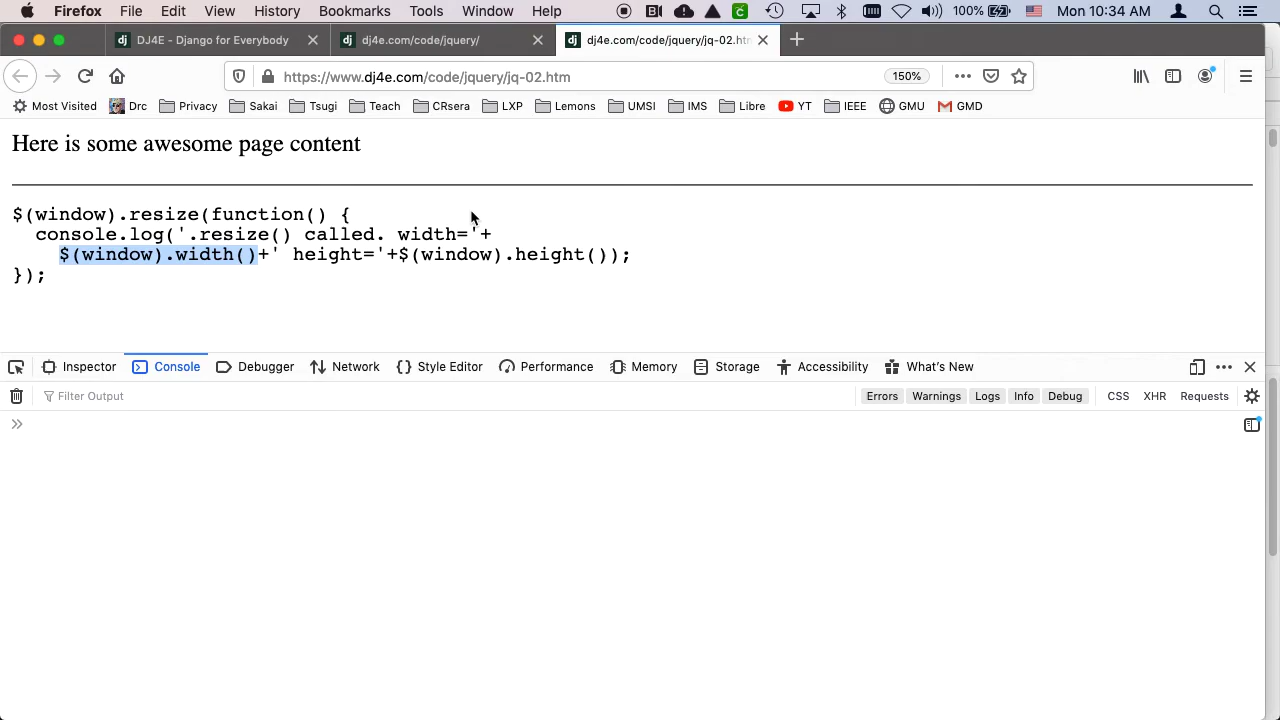 Firefox File Edit View History Bookmarks Tools Window Help 100% Mon 10:34 AM
dj DJ4E - Django for Everybody
dj dj4e.com/code/jquery/
dj dj4e.com/code/jquery/jq-02.htm
https://www.dj4e.com/code/jquery/jq-02.htm 150%
Most Visited Drc Privacy Sakai Tsugi Teach CRsera LXP Lemons UMSI IMS Libre YT IEEE GMU GMD
Here is some awesome page content
$(window).resize(function() {
console.log('.resize() called. width='+
$(window).width()+' height='+$(window).height());
});
Inspector Console Debugger Network Style Editor Performance Memory Storage Accessibility What's New
Filter Output Errors Warnings Logs Info Debug CSS XHR Requests